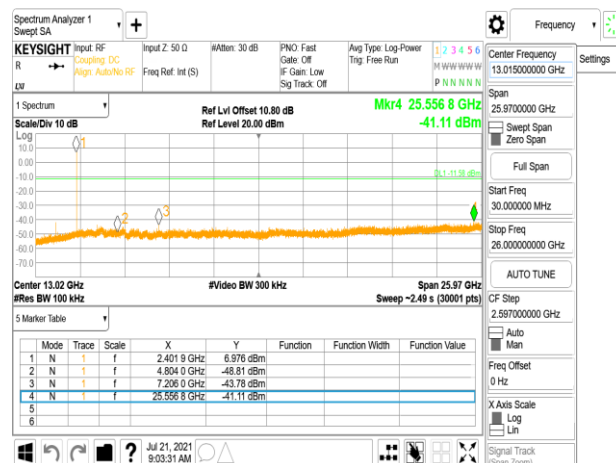 Spectrum Analyzer 1
Swept SA
Frequency
KEYSIGHT Input: RF Input Z: 50 Ω #Atten: 30 dB PNO: Fast Avg Type: Log-Power 1 2 3 4 5 6
R Coupling: DC Gate: Off Trig: Free Run M W W W W W
Align: Auto/No RF Freq Ref: Int (S) IF Gain: Low
Sig Track: Off P N N N N N
LXI
Settings
1 Spectrum
Ref Lvl Offset 10.80 dB
Mkr4 25.556 8 GHz
Scale/Div 10 dB
Ref Level 20.00 dBm
-41.11 dBm
Log
10.0
0.00
-10.0
-20.0
-30.0
-40.0
-50.0
-60.0
-70.0
1
2
3
DL1 -11.58 dBm
Center 13.02 GHz #Video BW 300 kHz Span 25.97 GHz
#Res BW 100 kHz Sweep ~2.49 s (30001 pts)
5 Marker Table
Mode Trace Scale X Y Function Function Width Function Value
1 N 1 f 2.401 9 GHz 6.976 dBm
2 N 1 f 4.804 0 GHz -48.81 dBm
3 N 1 f 7.206 0 GHz -43.78 dBm
4 N 1 f 25.556 8 GHz -41.11 dBm
5
6
?
Jul 21, 2021
9:03:31 AM
Center Frequency
13.015000000 GHz
Span
25.9700000 GHz
Swept Span
Zero Span
Full Span
Start Freq
30.000000 MHz
Stop Freq
26.000000000 GHz
AUTO TUNE
CF Step
2.597000000 GHz
Auto
Man
Freq Offset
0 Hz
X Axis Scale
Log
Lin
Signal Track
(Span Zoom)